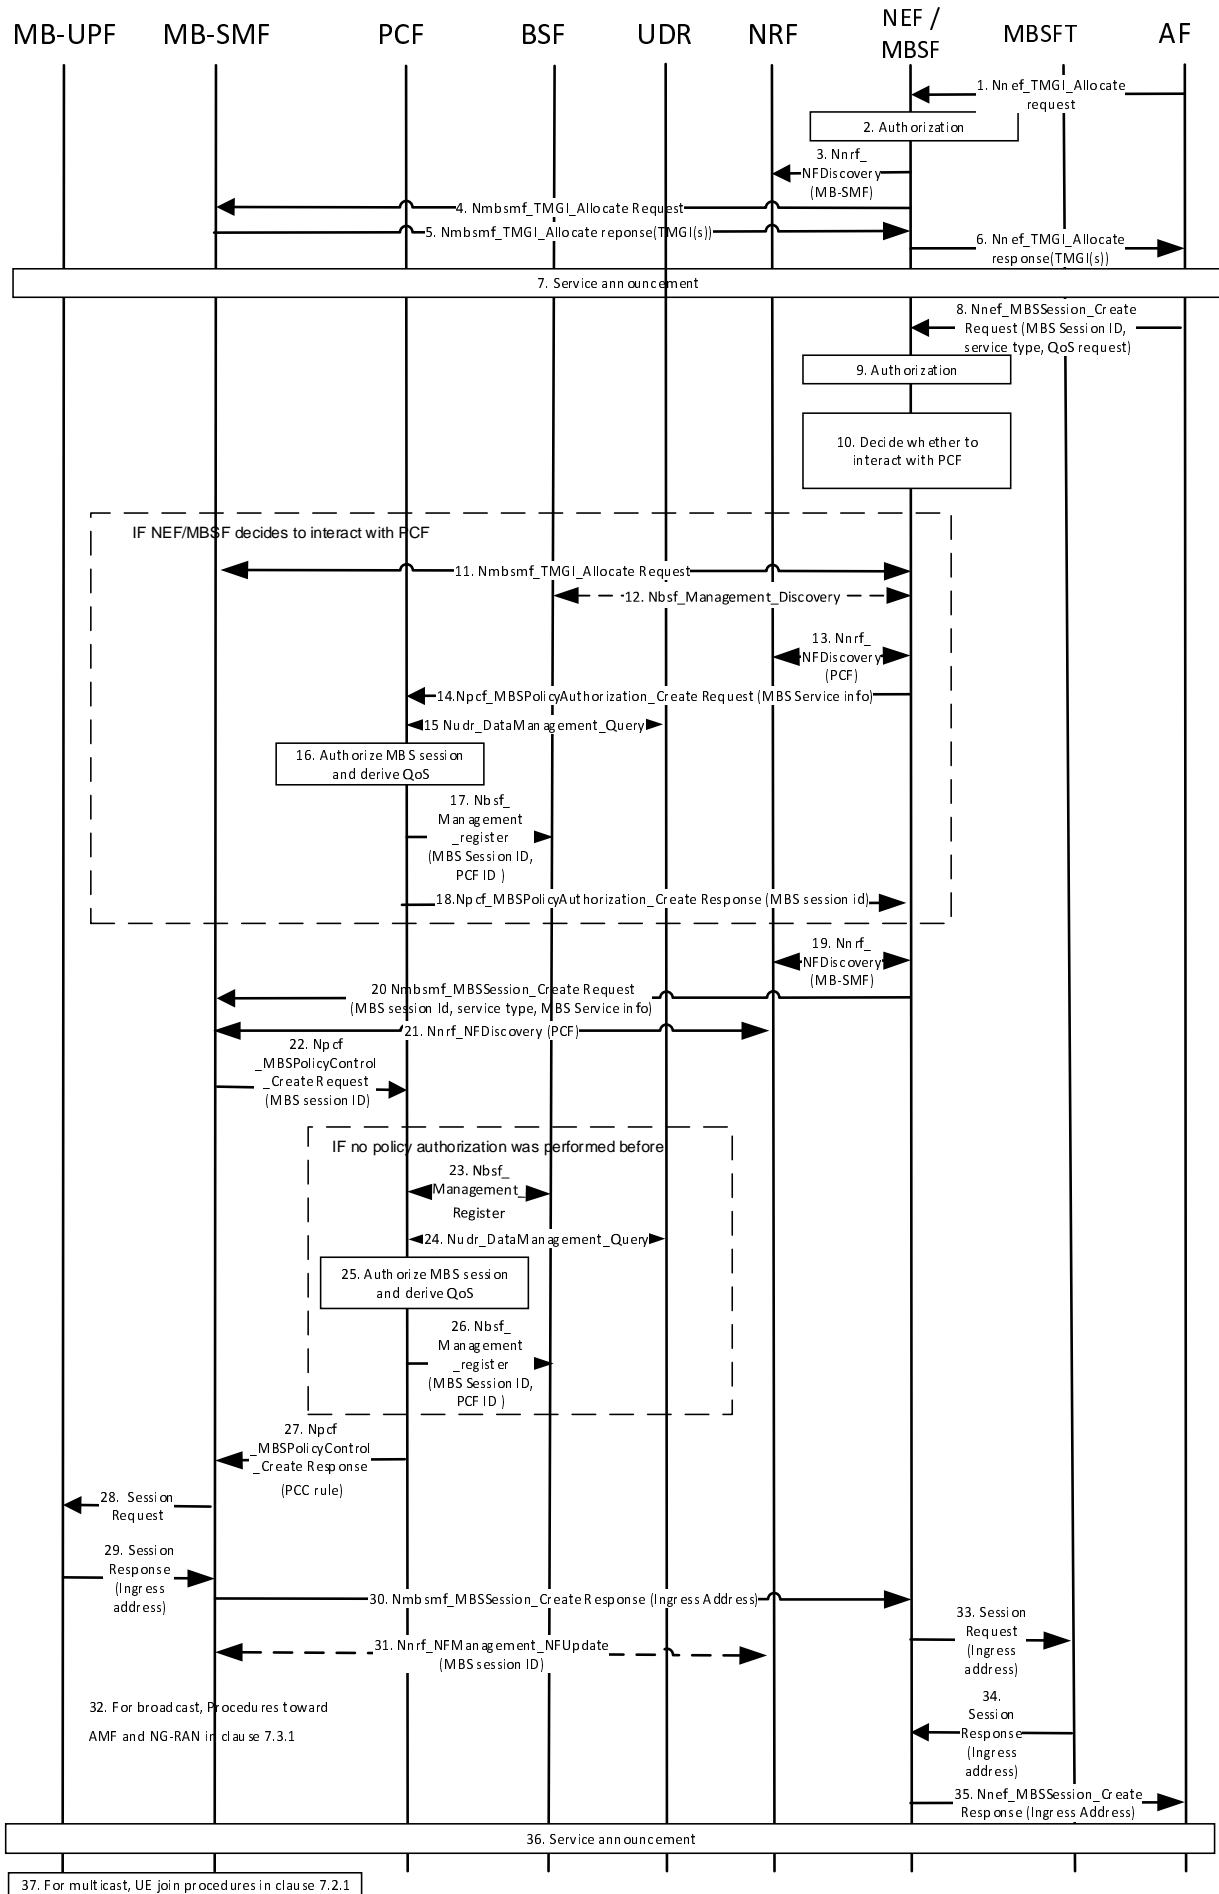 MB-UPF MB-SMF PCF BSF UDR NRF NEF / MBSFT AF
MBSF
1. Nnef_TMGI_Allocate
request
2. Authorization
3. Nnrf_
NFDiscovery
(MB-SMF)
4. Nmbsmf_TMGI_Allocate Request
5. Nmbsmf_TMGI_Allocate reponse(TMGI(s))
6. Nnef_TMGI_Allocate
response(TMGI(s))
7. Service announcement
8. Nnef_MBSSession_Create
Request (MBS Session ID,
service type, QoS request)
9. Authorization
10. Decide whether to
interact with PCF
IF NEF/MBSF decides to interact with PCF
11. Nmbsmf_TMGI_Allocate Request
12. Nbsf_Management_Discovery
13. Nnrf_
NFDiscovery
(PCF)
14.Npcf_MBSPolicyAuthorization_Create Request (MBS Service info)
15 Nudr_DataManagement_Query
16. Authorize MBS session
and derive QoS
17. Nbsf_
Management
_register
(MBS Session ID,
PCF ID )
18.Npcf_MBSPolicyAuthorization_Create Response (MBS session id)
19. Nnrf_
NFDiscovery
(MB-SMF)
20 Nmbsmf_MBSSession_Create Request
(MBS session Id, service type, MBS Service info)
21. Nnrf_NFDiscovery (PCF)
22. Npcf
_MBSPolicyControl
_Create Request
(MBS session ID)
IF no policy authorization was performed before
23. Nbsf_
Management_
Register
24. Nudr_DataManagement_Query
25. Authorize MBS session
and derive QoS
26. Nbsf_
Management
_register
(MBS Session ID,
PCF ID )
27. Npcf
_MBSPolicyControl
_Create Response
(PCC rule)
28. Session
Request
29. Session
Response
(Ingress
address)
30. Nmbsmf_MBSSession_Create Response (Ingress Address)
31. Nnrf_NFManagement_NFUpdate
(MBS session ID)
32. For broadcast, Procedures toward
AMF and NG-RAN in clause 7.3.1
33. Session
Request
(Ingress
address)
34.
Session
Response
(Ingress
address)
35. Nnef_MBSSession_Create
Response (Ingress Address)
36. Service announcement
37. For multicast, UE join procedures in clause 7.2.1